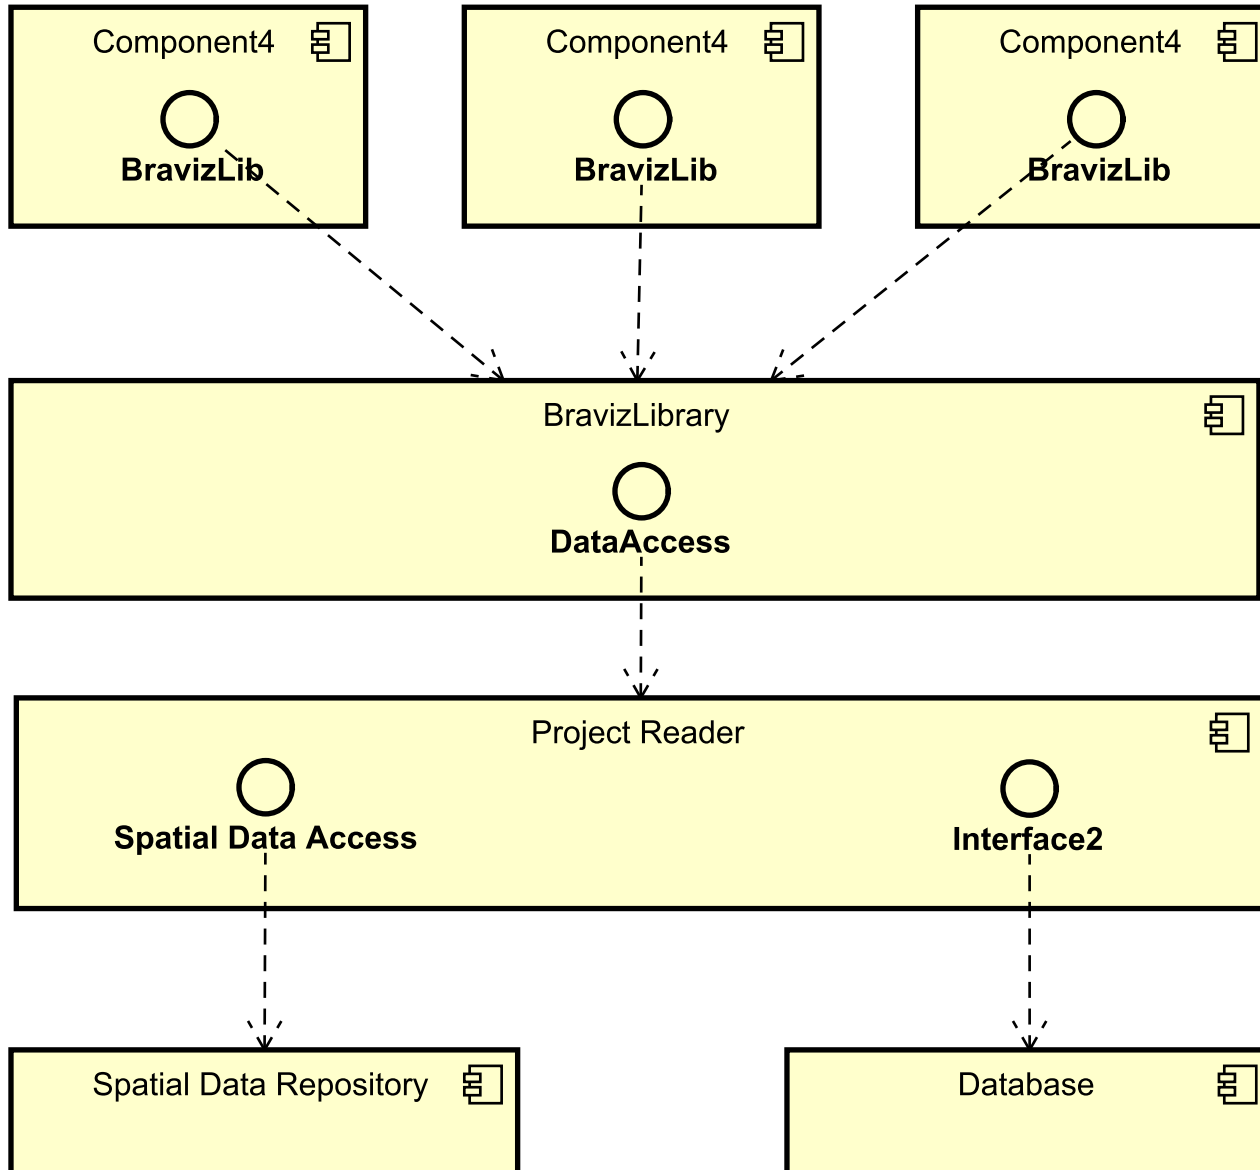 Component4
BravizLib
Component4
BravizLib
Component4
BravizLib
BravizLibrary
DataAccess
Project Reader
Spatial Data Access
Interface2
Spatial Data Repository
Database